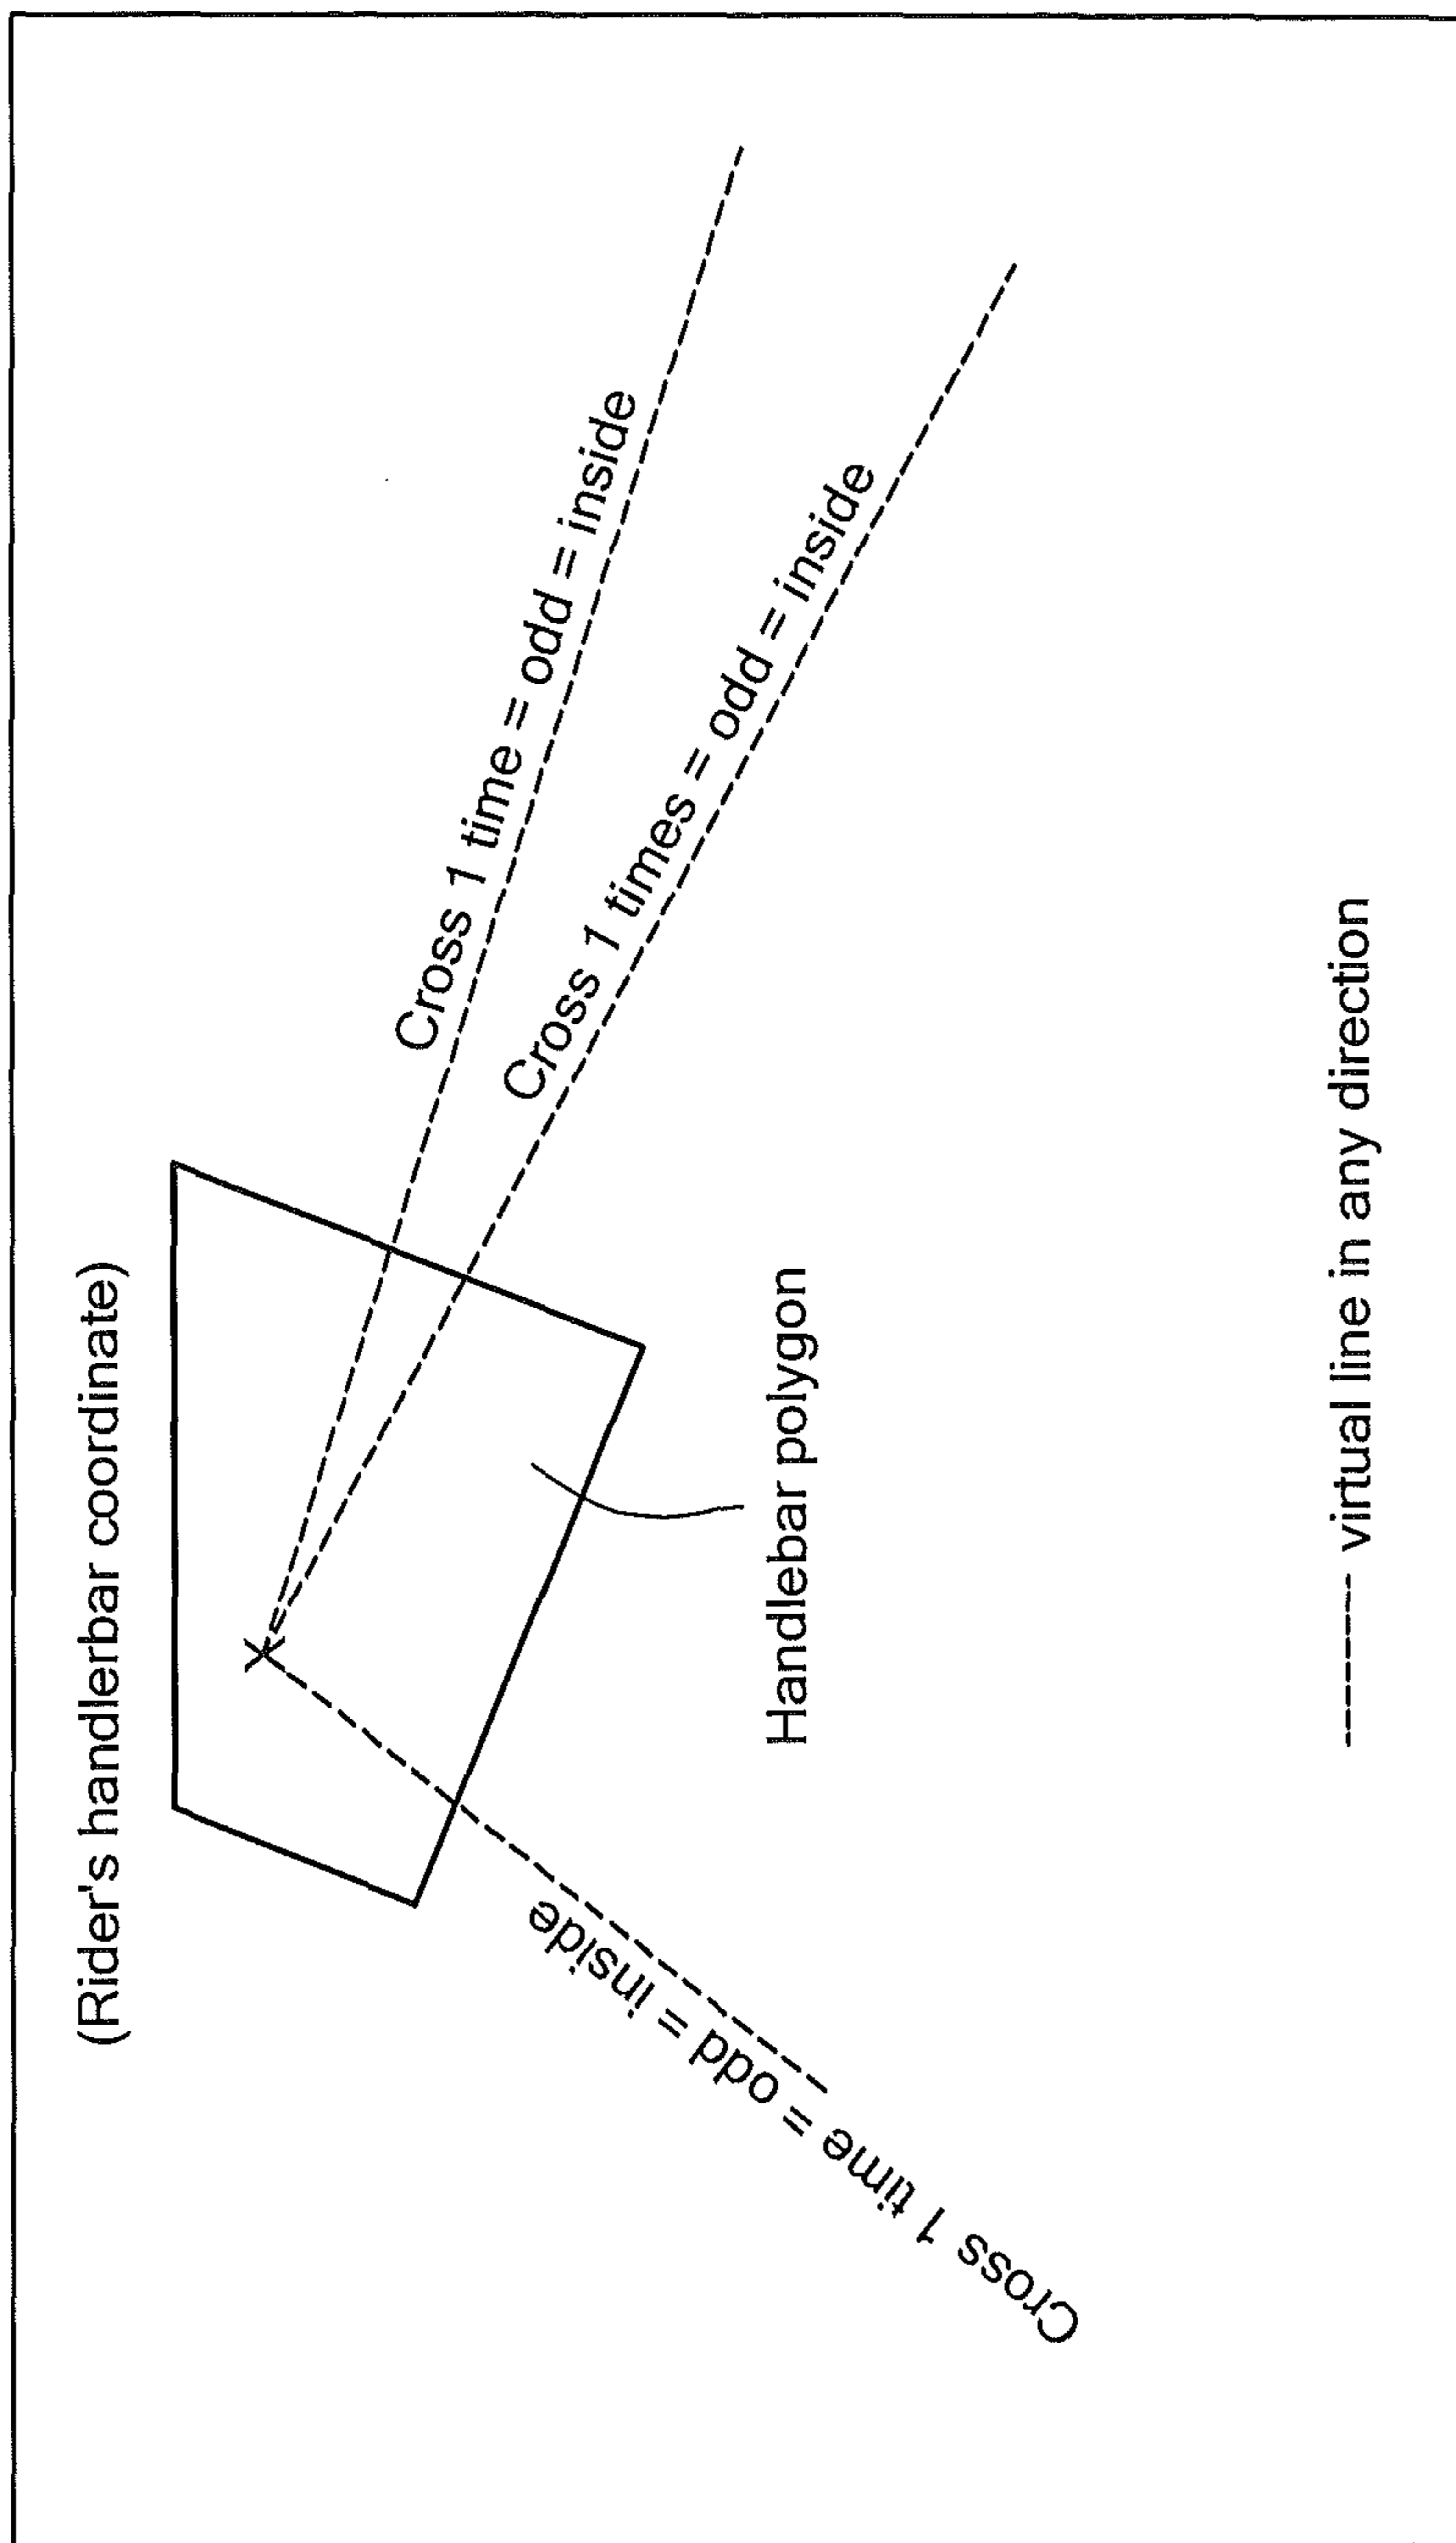 (Rider's handlerbar coordinate)
Cross 1 time = odd = inside
Cross 1 times = odd = inside
Cross 1 time = odd = inside
Handlebar polygon
virtual line in any direction